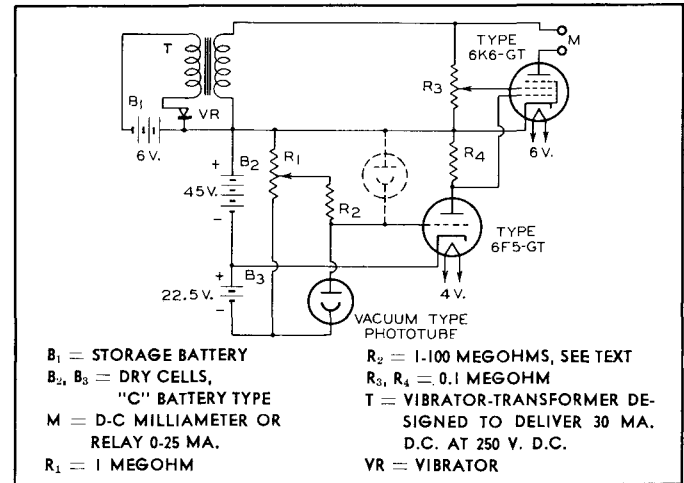 T
VR
B₁
6V.
TYPE
6K6-GT
M
R₃
6V.
R₄
+
B₂
45V.
−
R₁
R₂
TYPE
6F5-GT
4V.
+
B₃
22.5V.
−
VACUUM TYPE
PHOTOTUBE
B₁ = STORAGE BATTERY
B₂, B₃ = DRY CELLS,
"C" BATTERY TYPE
M = D-C MILLIAMETER OR
RELAY 0-25 MA.
R₁ = 1 MEGOHM
R₂ = 1-100 MEGOHMS, SEE TEXT
R₃, R₄ = 0.1 MEGOHM
T = VIBRATOR-TRANSFORMER DE-
SIGNED TO DELIVER 30 MA.
D.C. AT 250 V. D.C.
VR = VIBRATOR